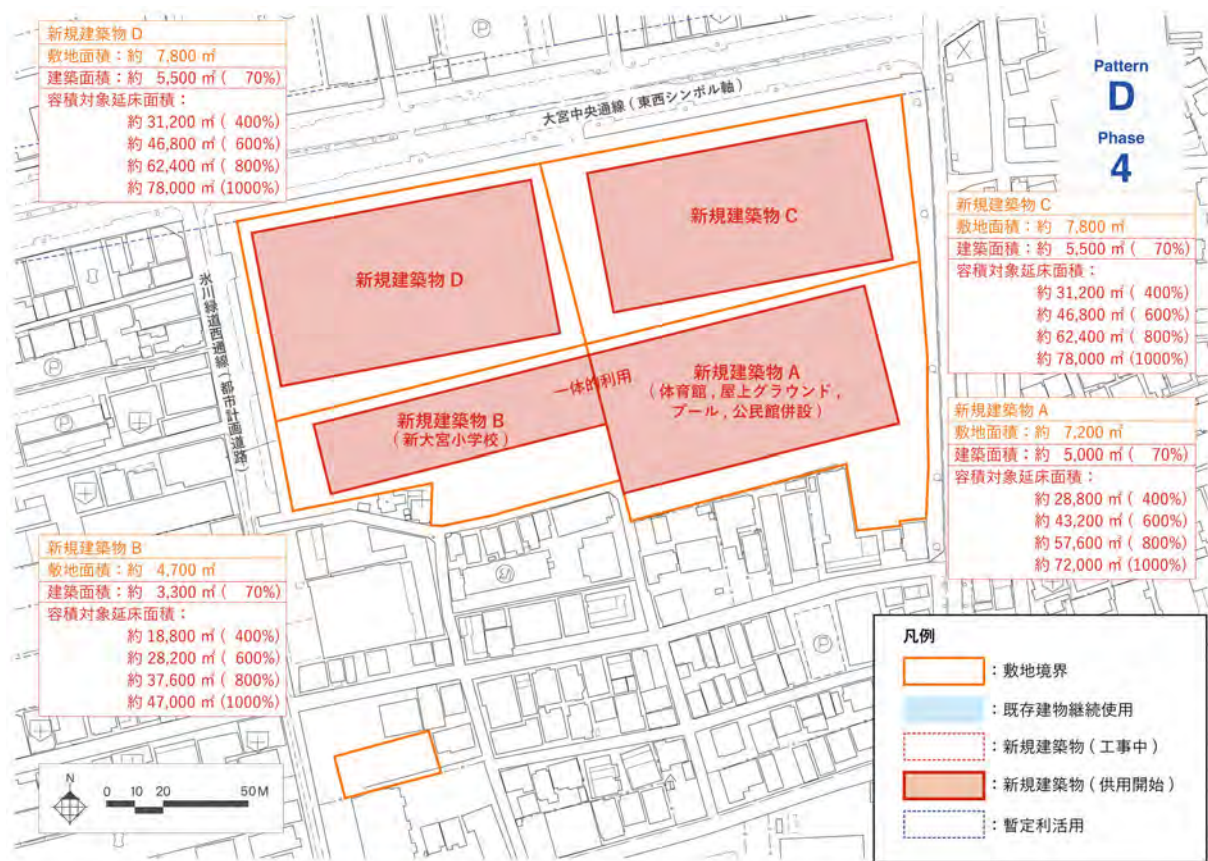 新規建築物 D
敷地面積：約 7,800 ㎡
建築面積：約 5,500 ㎡ ( 70%)
容積対象延床面積：
約 31,200 ㎡ ( 400%)
約 46,800 ㎡ ( 600%)
約 62,400 ㎡ ( 800%)
約 78,000 ㎡ (1000%)
大宮中央通線 ( 東西シンボル軸 )
Pattern
D
Phase
4
新規建築物 C
敷地面積：約 7,800 ㎡
建築面積：約 5,500 ㎡ ( 70%)
容積対象延床面積：
約 31,200 ㎡ ( 400%)
約 46,800 ㎡ ( 600%)
約 62,400 ㎡ ( 800%)
約 78,000 ㎡ (1000%)
新規建築物 C
新規建築物 D
氷川緑道西通線 ( 都市計画道路 )
一体的利用
新規建築物 A
( 体育館 , 屋上グラウンド ,
プール , 公民館併設 )
新規建築物 B
( 新大宮小学校 )
新規建築物 A
敷地面積：約 7,200 ㎡
建築面積：約 5,000 ㎡ ( 70%)
容積対象延床面積：
約 28,800 ㎡ ( 400%)
約 43,200 ㎡ ( 600%)
約 57,600 ㎡ ( 800%)
約 72,000 ㎡ (1000%)
新規建築物 B
敷地面積：約 4,700 ㎡
建築面積：約 3,300 ㎡ ( 70%)
容積対象延床面積：
約 18,800 ㎡ ( 400%)
約 28,200 ㎡ ( 600%)
約 37,600 ㎡ ( 800%)
約 47,000 ㎡ (1000%)
凡例
：敷地境界
：既存建物継続使用
：新規建築物 ( 工事中 )
：新規建築物 ( 供用開始 )
：暫定利活用
N
0 10 20 50M
P
P
P
P